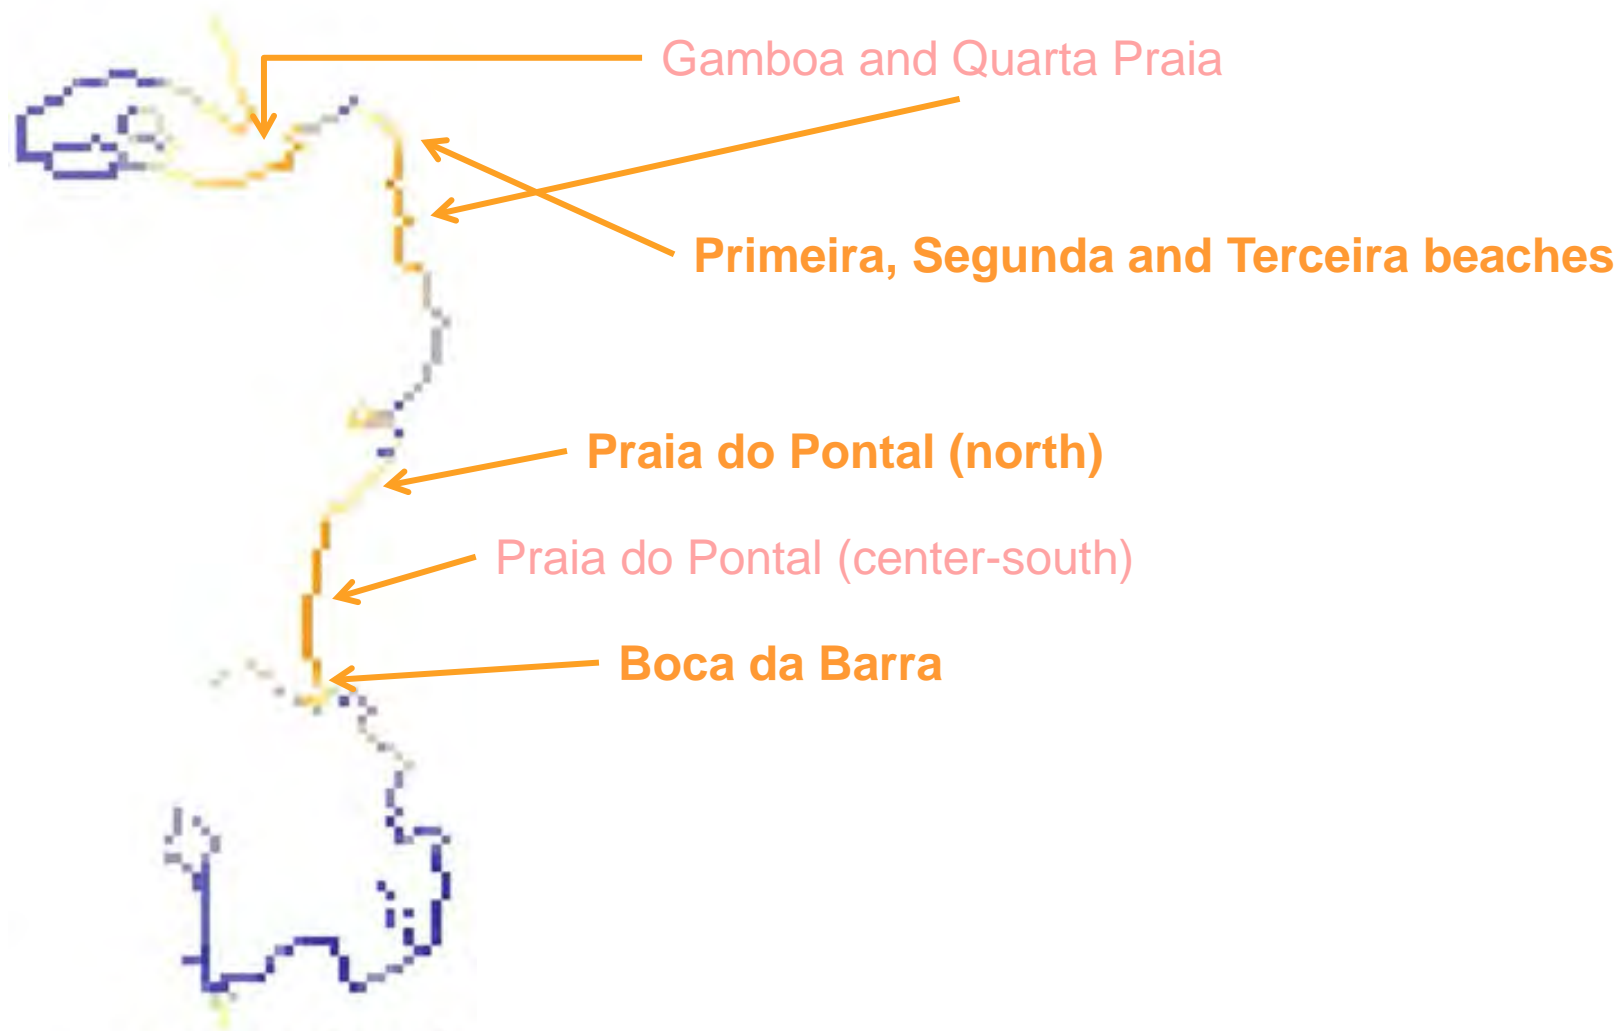 Gamboa and Quarta Praia
Primeira, Segunda and Terceira beaches
Praia do Pontal (north)
Praia do Pontal (center-south)
Boca da Barra